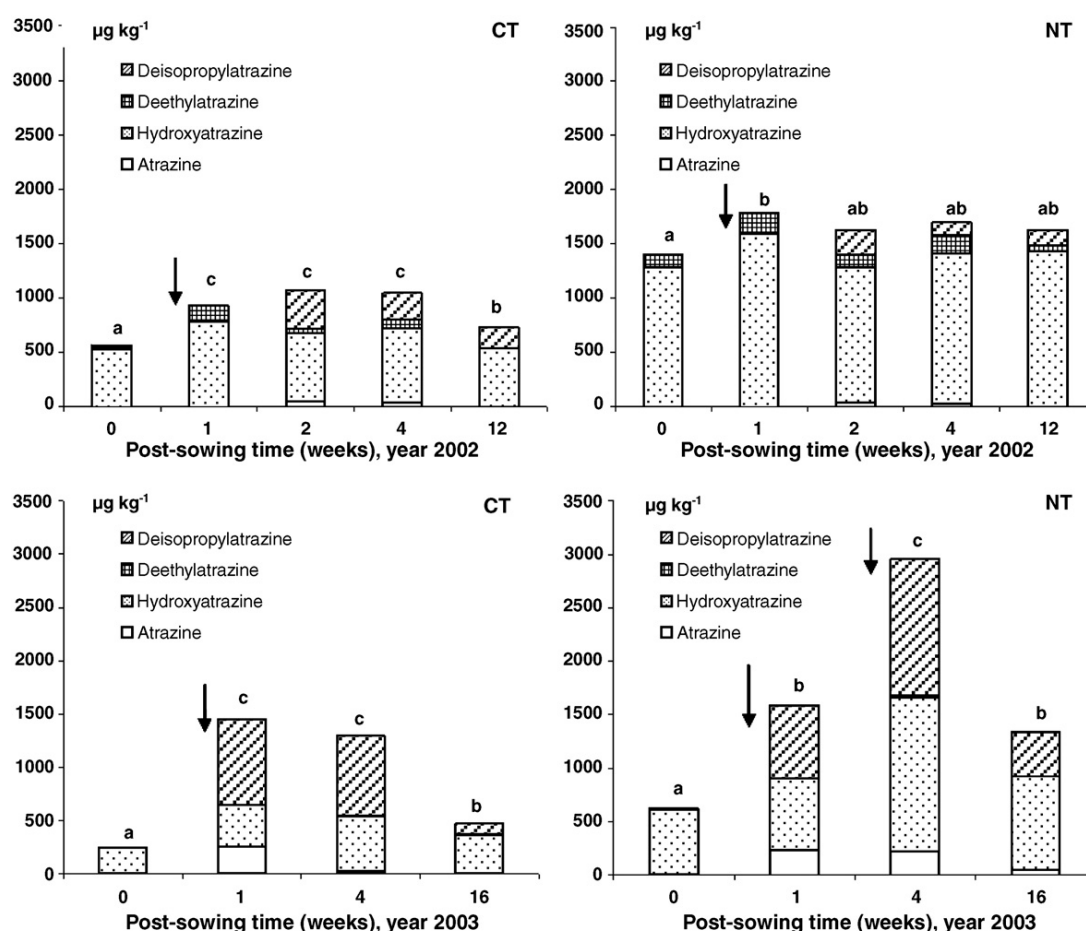 µg kg⁻¹ CT
Deisopropylatrazine
Deethylatrazine
Hydroxyatrazine
Atrazine
3500
3000
2500
2000
1500
1000
500
0
a
c
c
c
b
0 1 2 4 12
Post-sowing time (weeks), year 2002
µg kg⁻¹ NT
Deisopropylatrazine
Deethylatrazine
Hydroxyatrazine
Atrazine
3500
3000
2500
2000
1500
1000
500
0
a
b
ab
ab
ab
0 1 2 4 12
Post-sowing time (weeks), year 2002
µg kg⁻¹ CT
Deisopropylatrazine
Deethylatrazine
Hydroxyatrazine
Atrazine
3500
3000
2500
2000
1500
1000
500
0
a
c
c
b
0 1 4 16
Post-sowing time (weeks), year 2003
µg kg⁻¹ NT
Deisopropylatrazine
Deethylatrazine
Hydroxyatrazine
Atrazine
3500
3000
2500
2000
1500
1000
500
0
a
b
c
b
0 1 4 16
Post-sowing time (weeks), year 2003